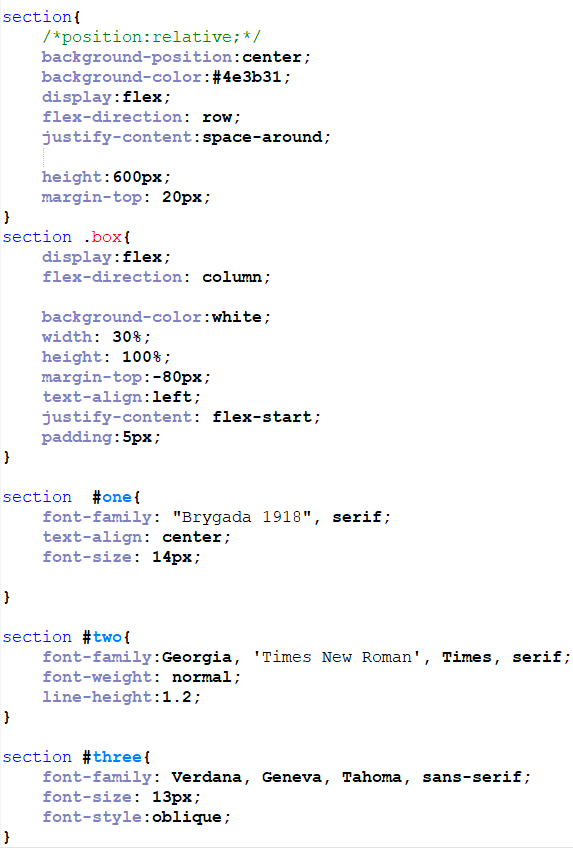 section{
    /*position:relative;*/
    background-position:center;
    background-color:#4e3b31;
    display:flex;
    flex-direction: row;
    justify-content:space-around;

    height:600px;
    margin-top: 20px;
}
section .box{
    display:flex;
    flex-direction: column;

    background-color:white;
    width: 30%;
    height: 100%;
    margin-top:-80px;
    text-align:left;
    justify-content: flex-start;
    padding:5px;
}

section  #one{
    font-family: "Brygada 1918", serif;
    text-align: center;
    font-size: 14px;

}

section #two{
    font-family:Georgia, 'Times New Roman', Times, serif;
    font-weight: normal;
    line-height:1.2;
}

section #three{
    font-family: Verdana, Geneva, Tahoma, sans-serif;
    font-size: 13px;
    font-style:oblique;
}